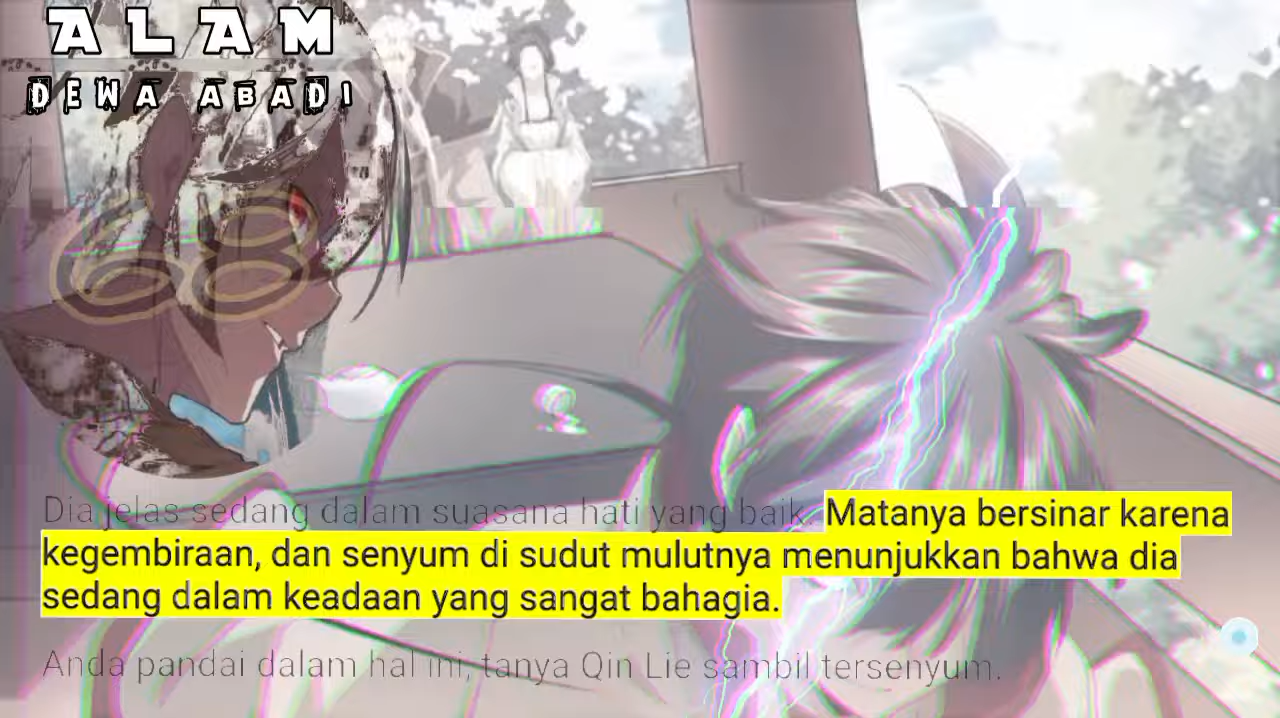 ALAM
DEWA ABADI
68
Dia jelas sedang dalam suasana hati yang baik. Matanya bersinar karena
kegembiraan, dan senyum di sudut mulutnya menunjukkan bahwa dia
sedang dalam keadaan yang sangat bahagia.
Anda pandai dalam hal ini, tanya Qin Lie sambil tersenyum.